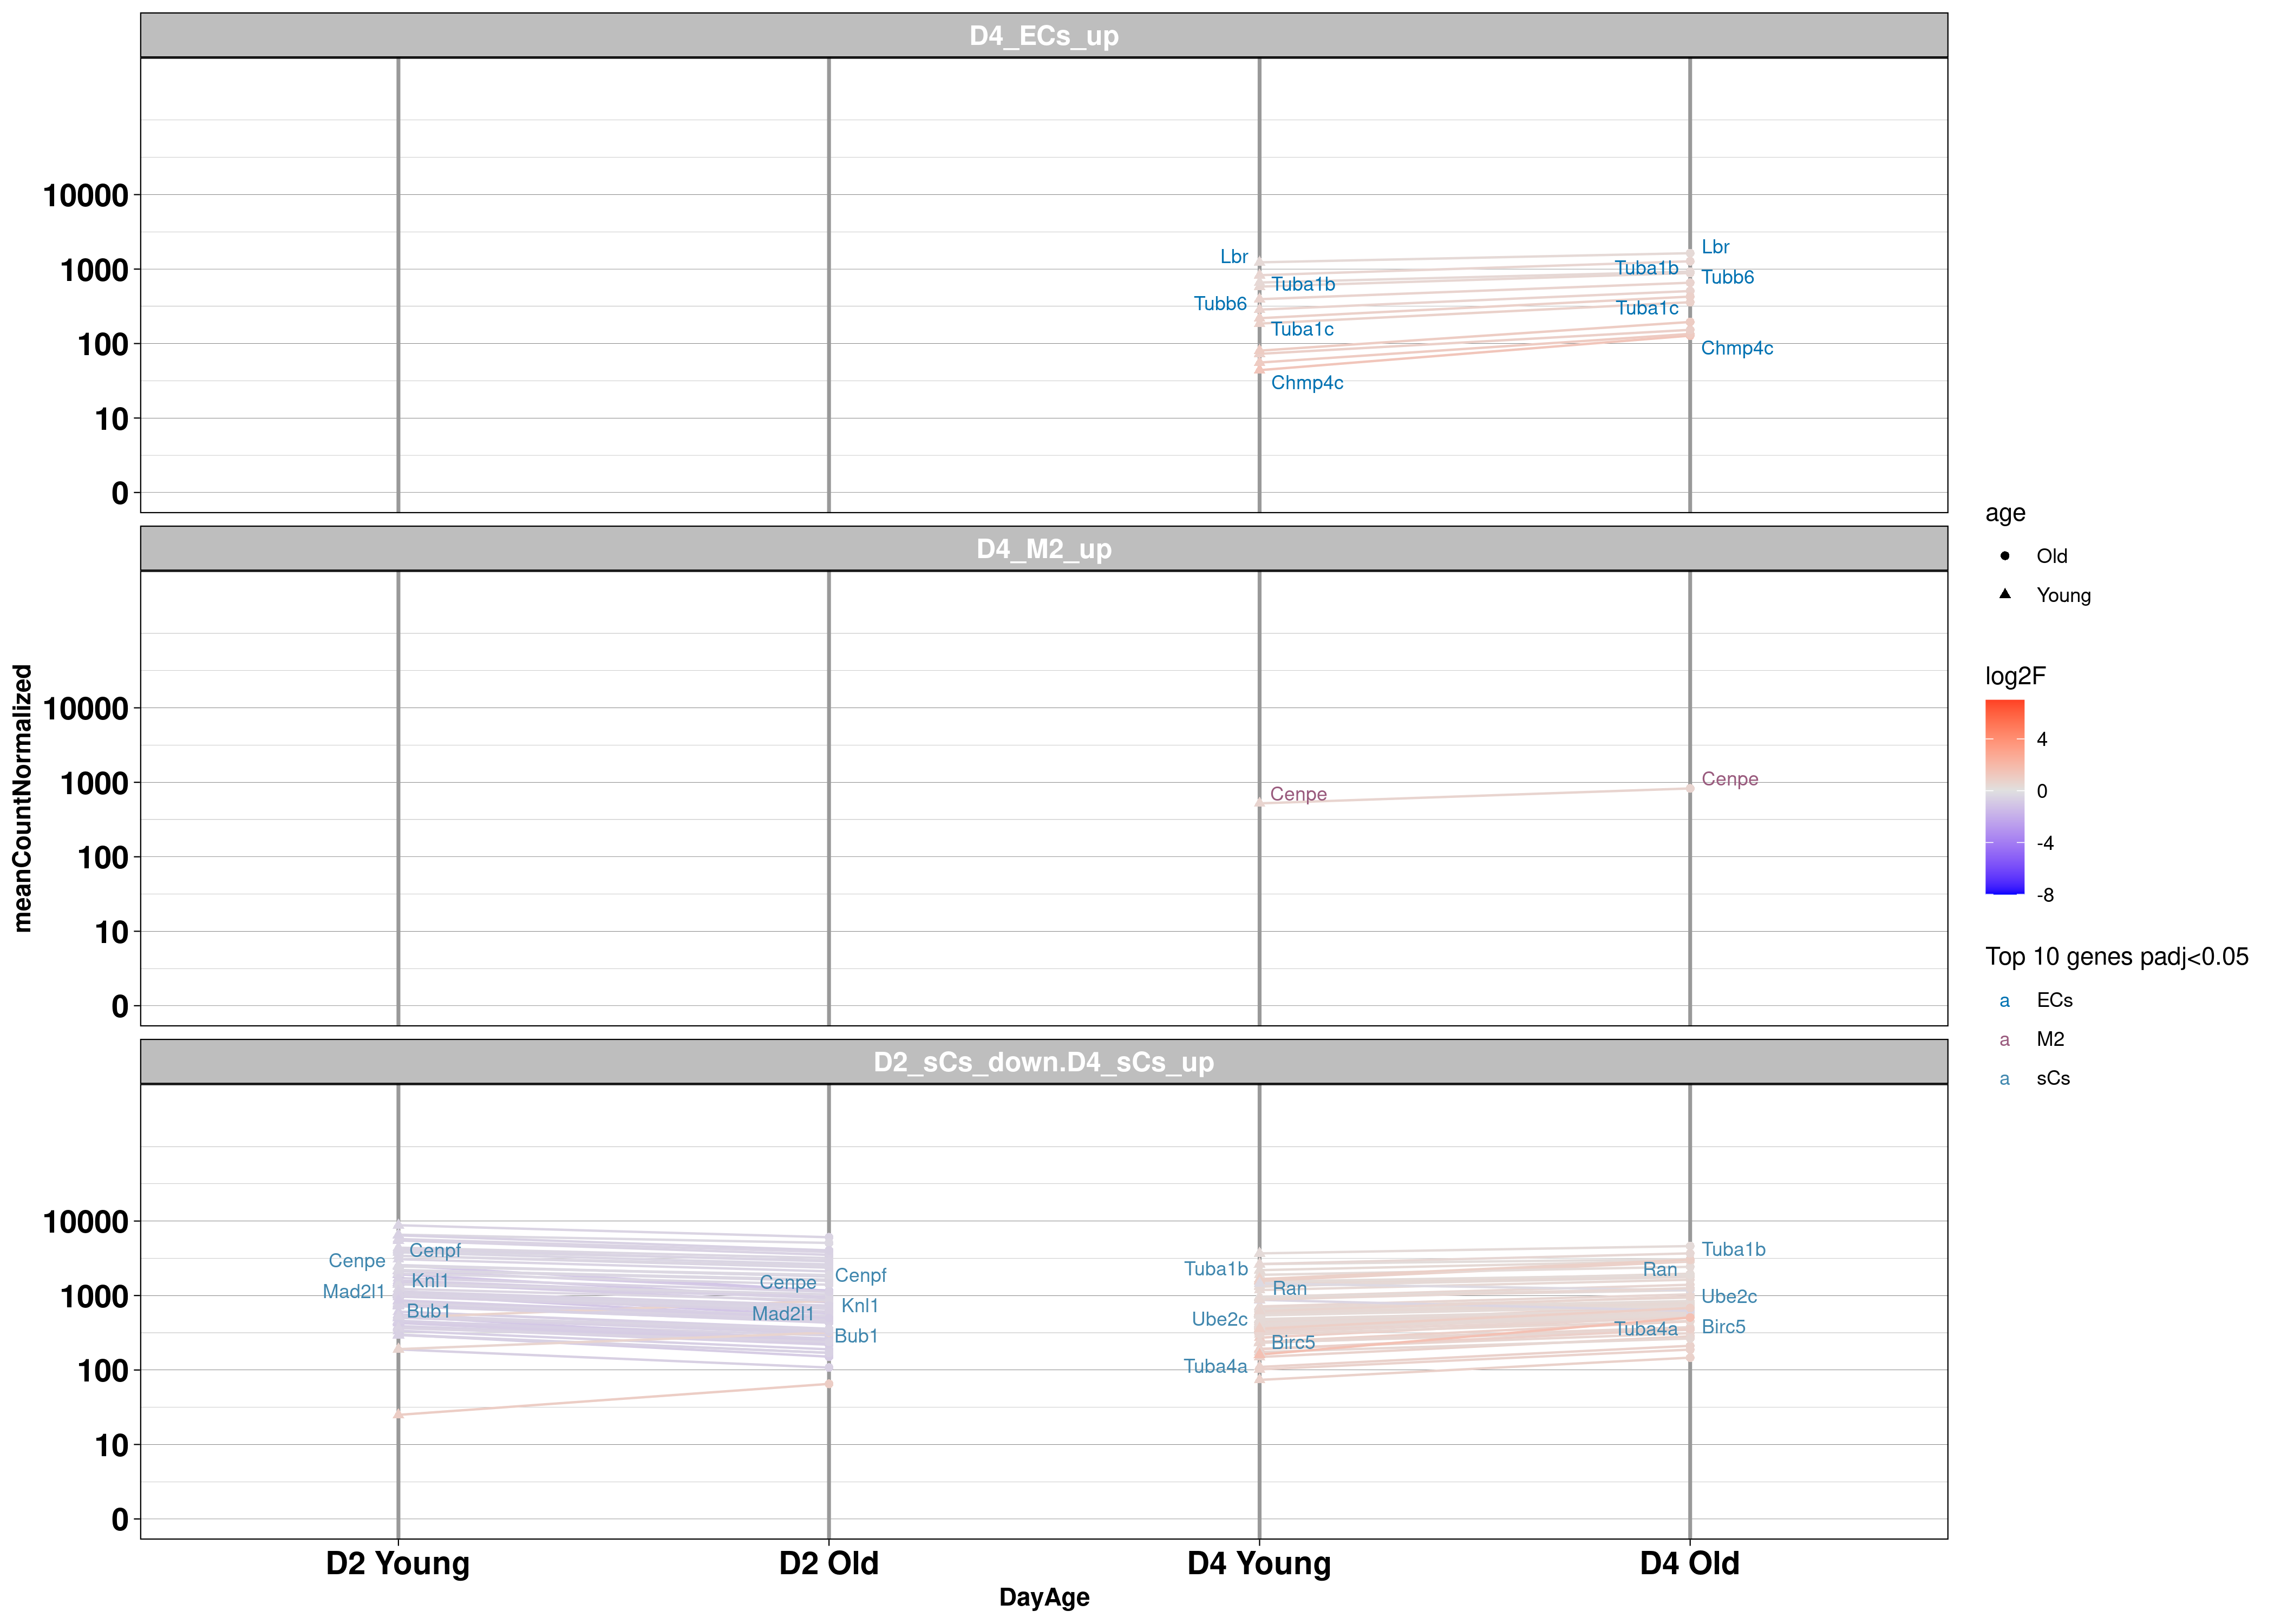 D4_ECs_up
10000
1000
100
10
0
Lbr
Tuba1b
Tubb6
Tuba1c
Chmp4c
Lbr
Tuba1b
Tubb6
Tuba1c
Chmp4c
D4_M2_up
10000
1000
100
10
0
Cenpe
Cenpe
D2_sCs_down.D4_sCs_up
10000
1000
100
10
0
Cenpf
Cenpe
Knl1
Mad2l1
Bub1
Cenpf
Cenpe
Knl1
Mad2l1
Bub1
Tuba1b
Ran
Ube2c
Birc5
Tuba4a
Tuba1b
Ran
Ube2c
Birc5
Tuba4a
D2 Young
D2 Old
D4 Young
D4 Old
DayAge
meanCountNormalized
age
Old
Young
log2F
4
0
-4
-8
Top 10 genes padj<0.05
a ECs
a M2
a sCs